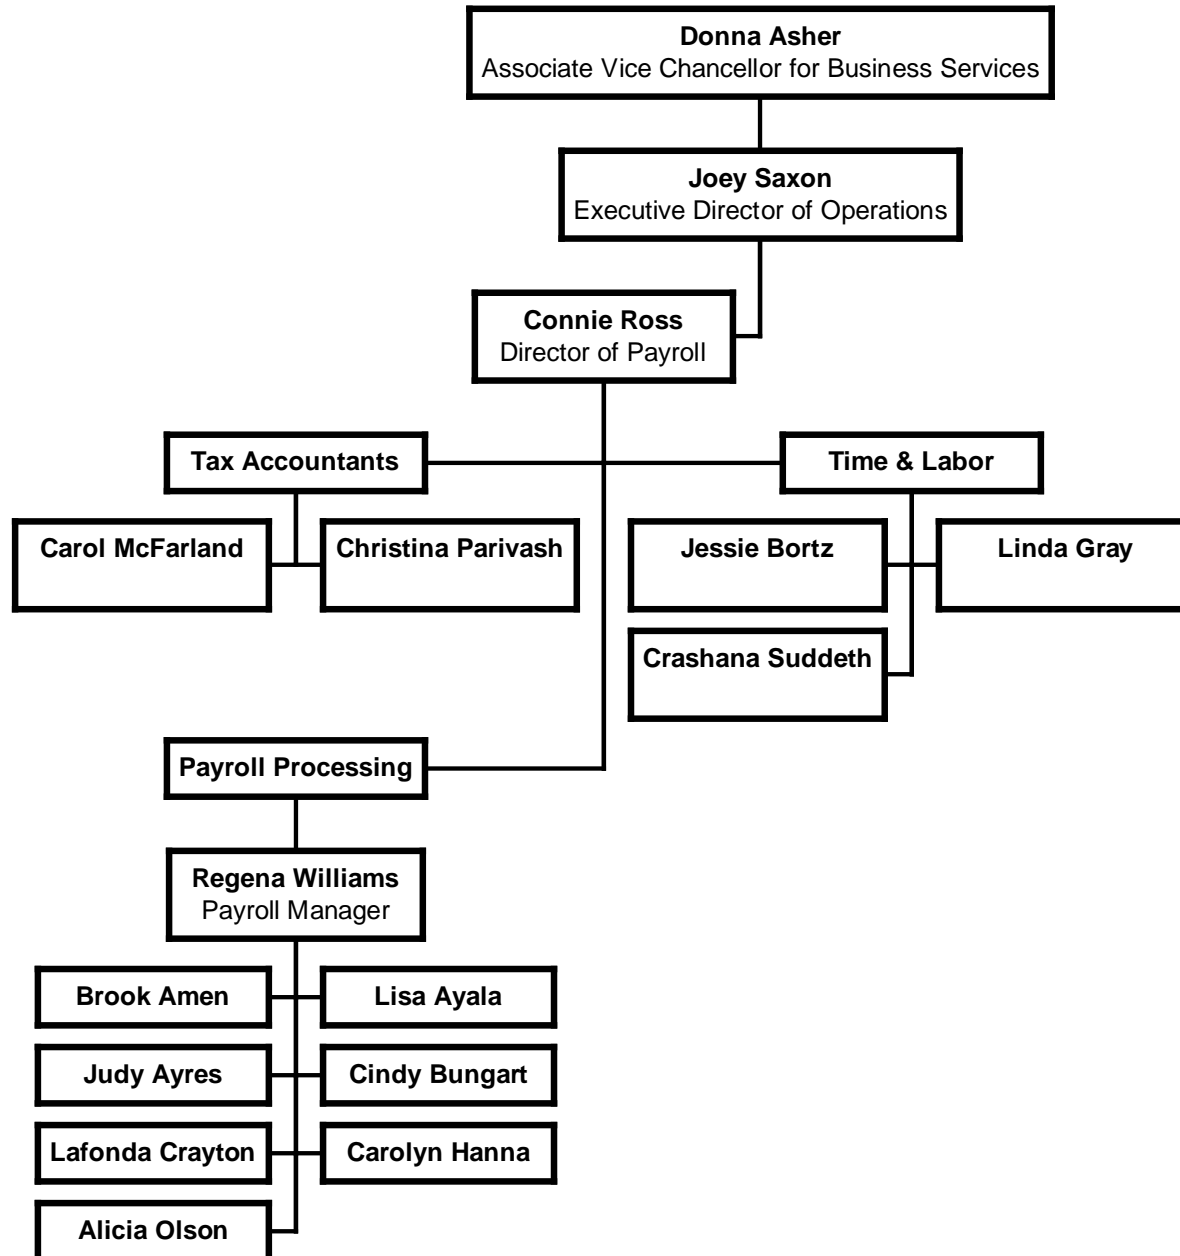 Donna Asher
Associate Vice Chancellor for Business Services
Joey Saxon
Executive Director of Operations
Connie Ross
Director of Payroll
Tax Accountants
Time & Labor
Carol McFarland
Christina Parivash
Jessie Bortz
Linda Gray
Crashana Suddeth
Payroll Processing
Regena Williams
Payroll Manager
Brook Amen
Lisa Ayala
Judy Ayres
Cindy Bungart
Lafonda Crayton
Carolyn Hanna
Alicia Olson